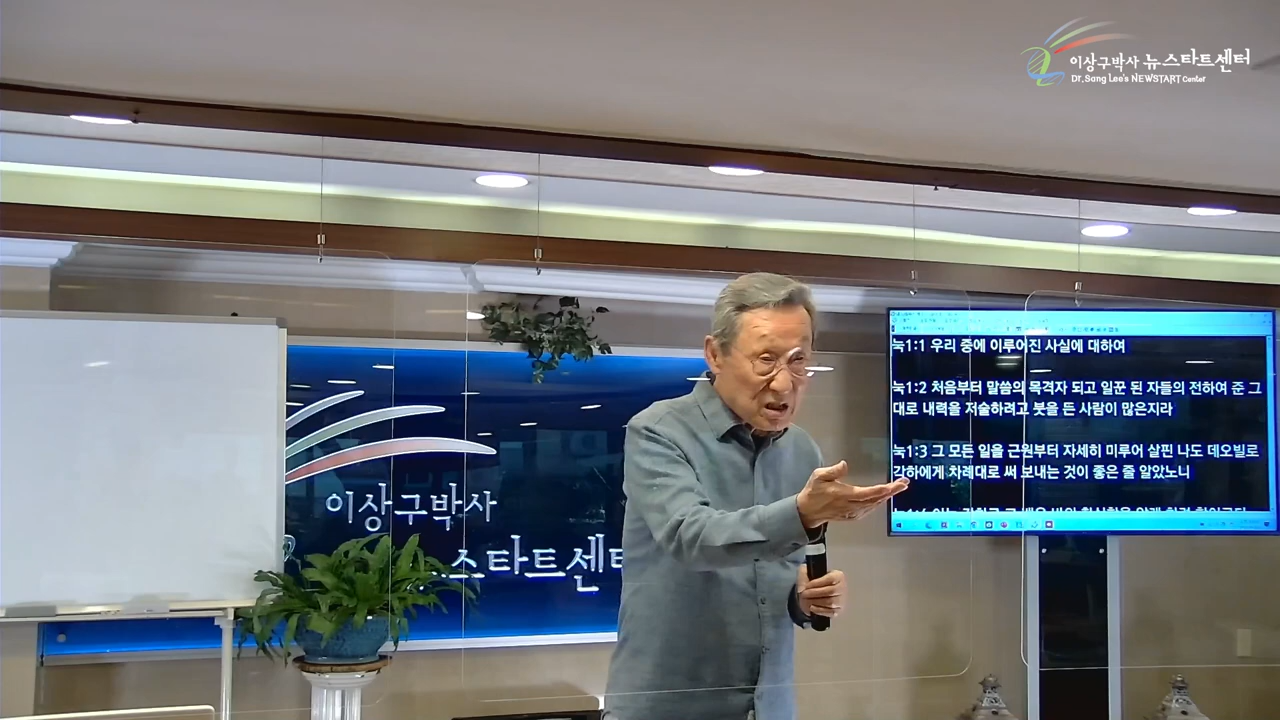 이상구박사 뉴스타트센터
Dr. Sang Lee's NEWSTART Center
눅1:1 우리 중에 이루어진 사실에 대하여
눅1:2 처음부터 말씀의 목격자 되고 일꾼 된 자들의 전하여 준 그
대로 내력을 저술하려고 붓을 든 사람이 많은지라
눅1:3 그 모든 일을 근원부터 자세히 미루어 살핀 나도 데오빌로
각하에게 차례대로 써 보내는 것이 좋은 줄 알았노니
이상구박사
스타트센터